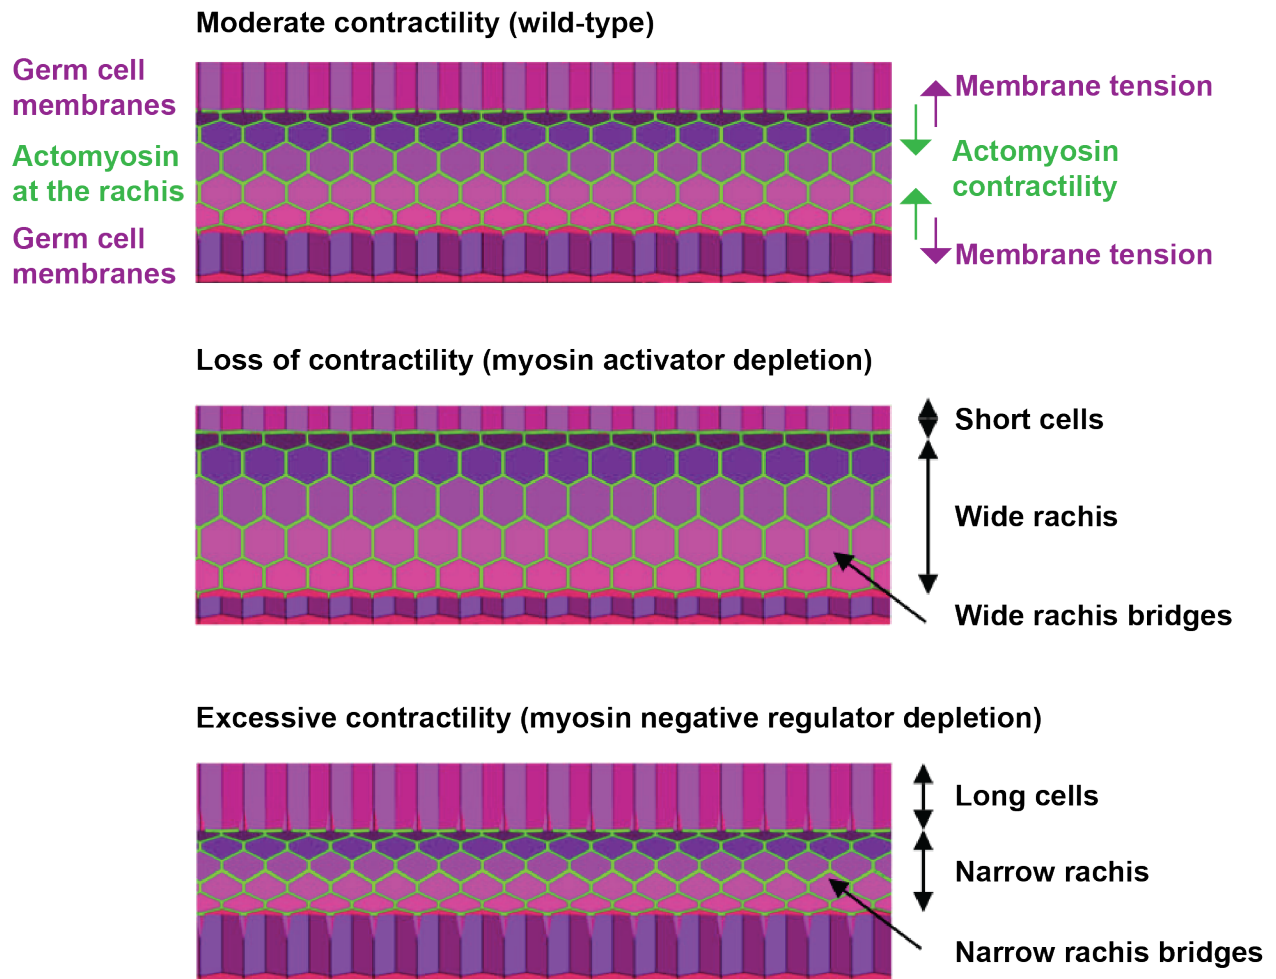 Moderate contractility (wild-type)
Germ cell
membranes
Actomyosin
at the rachis
Germ cell
membranes
Membrane tension
Actomyosin
contractility
Membrane tension
Loss of contractility (myosin activator depletion)
Short cells
Wide rachis
Wide rachis bridges
Excessive contractility (myosin negative regulator depletion)
Long cells
Narrow rachis
Narrow rachis bridges